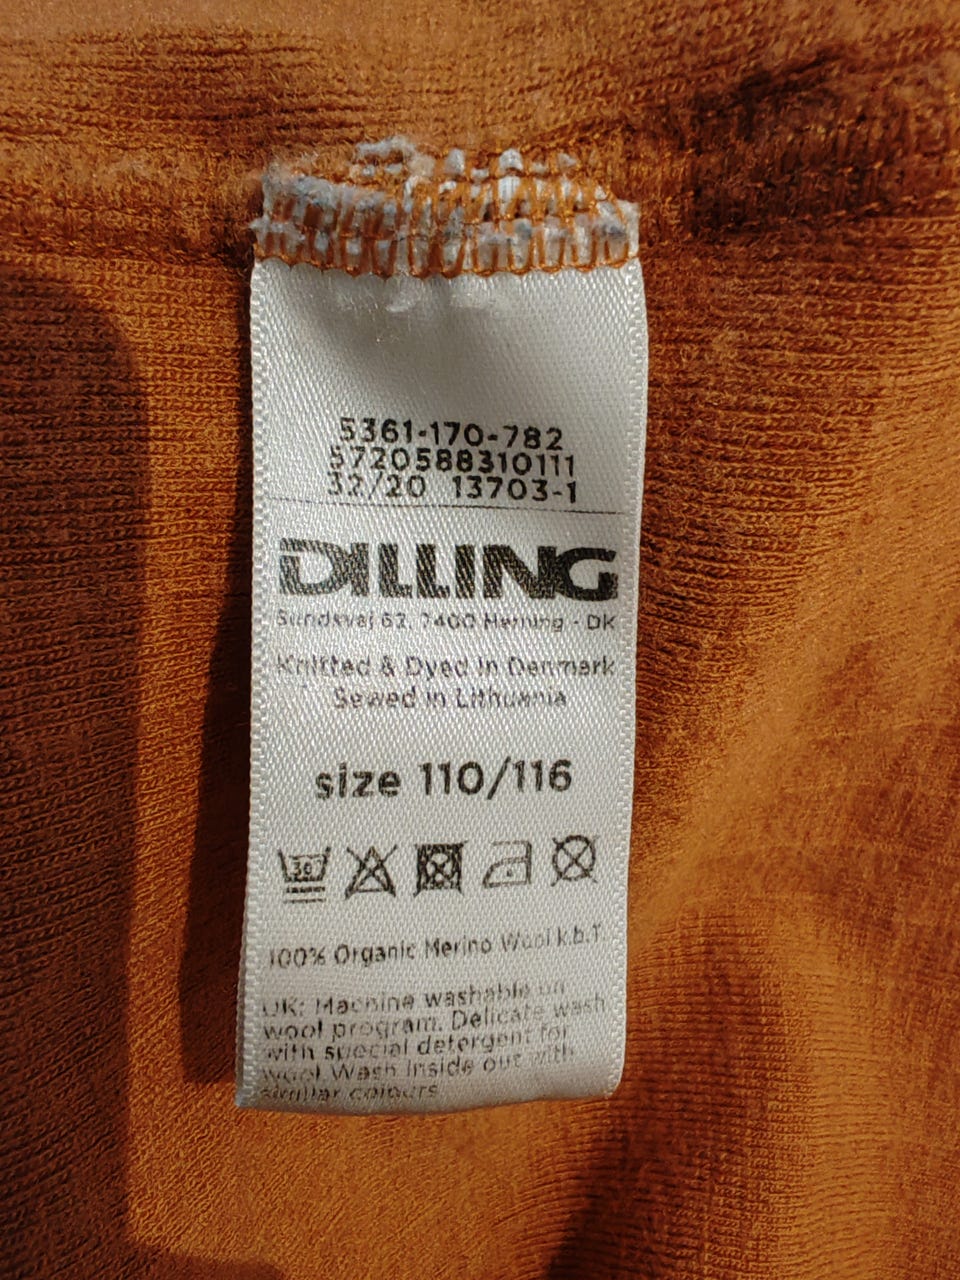 5361-170-782
5720588310111
32/20 13703-1
DILLING
Sundsvej 62, 7400 Herning - DK
Knitted & Dyed in Denmark
Sewed in Lithuania
size 110/116
30
100% Organic Merino Wool k.b.T.
UK: Machine washable on
wool program. Delicate wash
with special detergent for
wool. Wash inside out with
similar colours